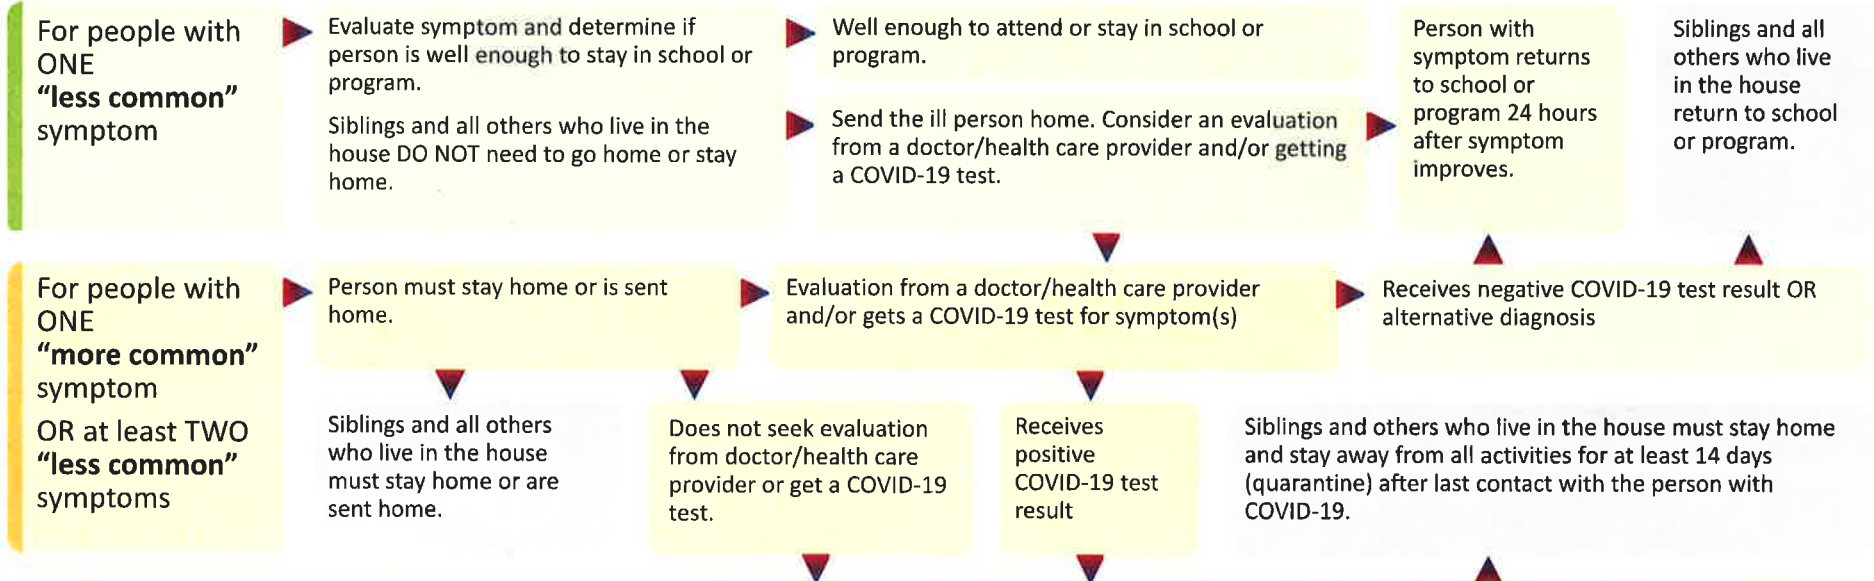 For people with
ONE
“less common”
symptom
Evaluate symptom and determine if
person is well enough to stay in school or
program.
Siblings and all others who live in the
house DO NOT need to go home or stay
home.
Well enough to attend or stay in school or
program.
Send the ill person home. Consider an evaluation
from a doctor/health care provider and/or getting
a COVID-19 test.
Person with
symptom returns
to school or
program 24 hours
after symptom
improves.
Siblings and all
others who live
in the house
return to school
or program.
For people with
ONE
“more common”
symptom
OR at least TWO
“less common”
symptoms
Person must stay home or is sent
home.
Evaluation from a doctor/health care provider
and/or gets a COVID-19 test for symptom(s)
Receives negative COVID-19 test result OR
alternative diagnosis
Siblings and all others
who live in the house
must stay home or are
sent home.
Does not seek evaluation
from doctor/health care
provider or get a COVID-19
test.
Receives
positive
COVID-19 test
result
Siblings and others who live in the house must stay home
and stay away from all activities for at least 14 days
(quarantine) after last contact with the person with
COVID-19.